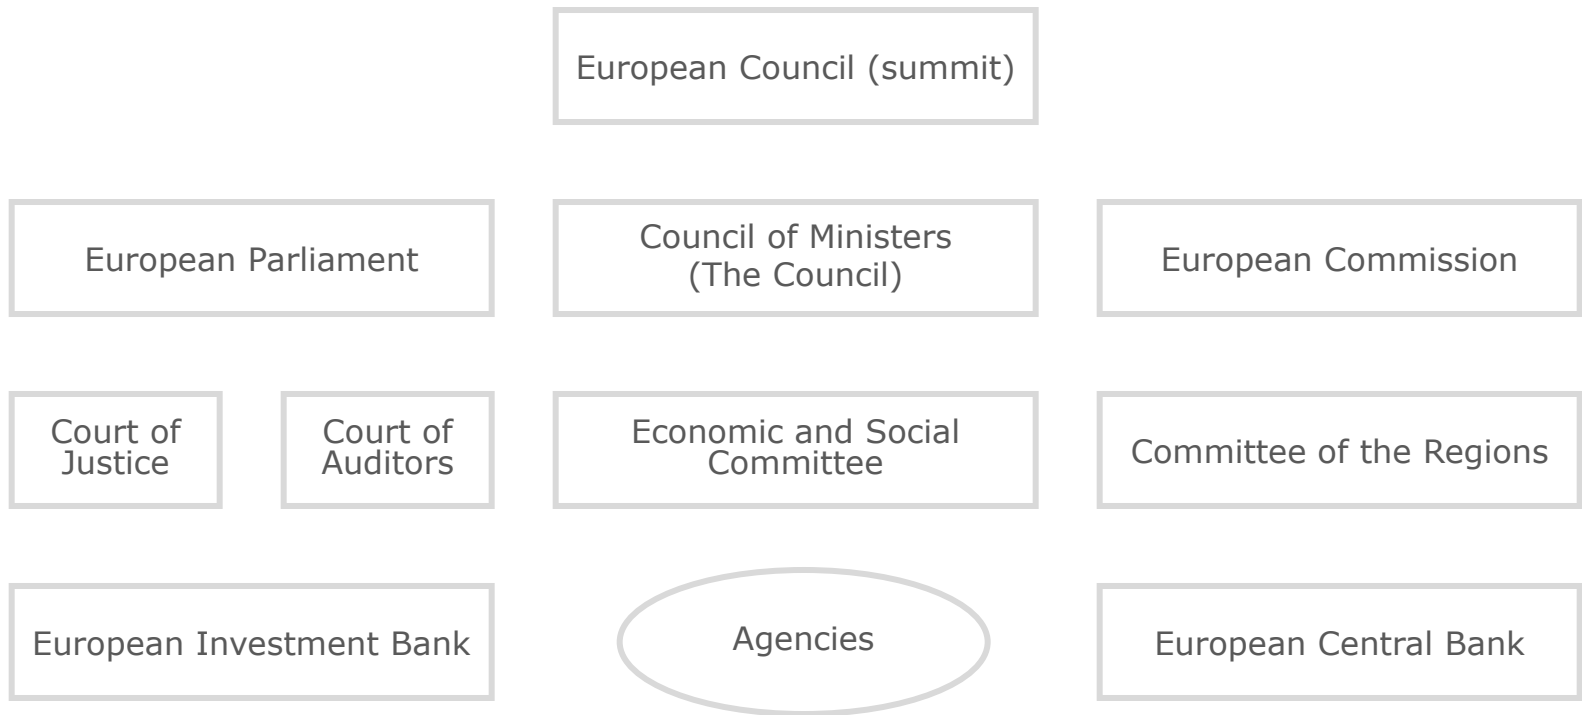 European Council (summit)
European Parliament
Council of Ministers
(The Council)
European Commission
Court of
Justice
Court of
Auditors
Economic and Social
Committee
Committee of the Regions
European Investment Bank
Agencies
European Central Bank